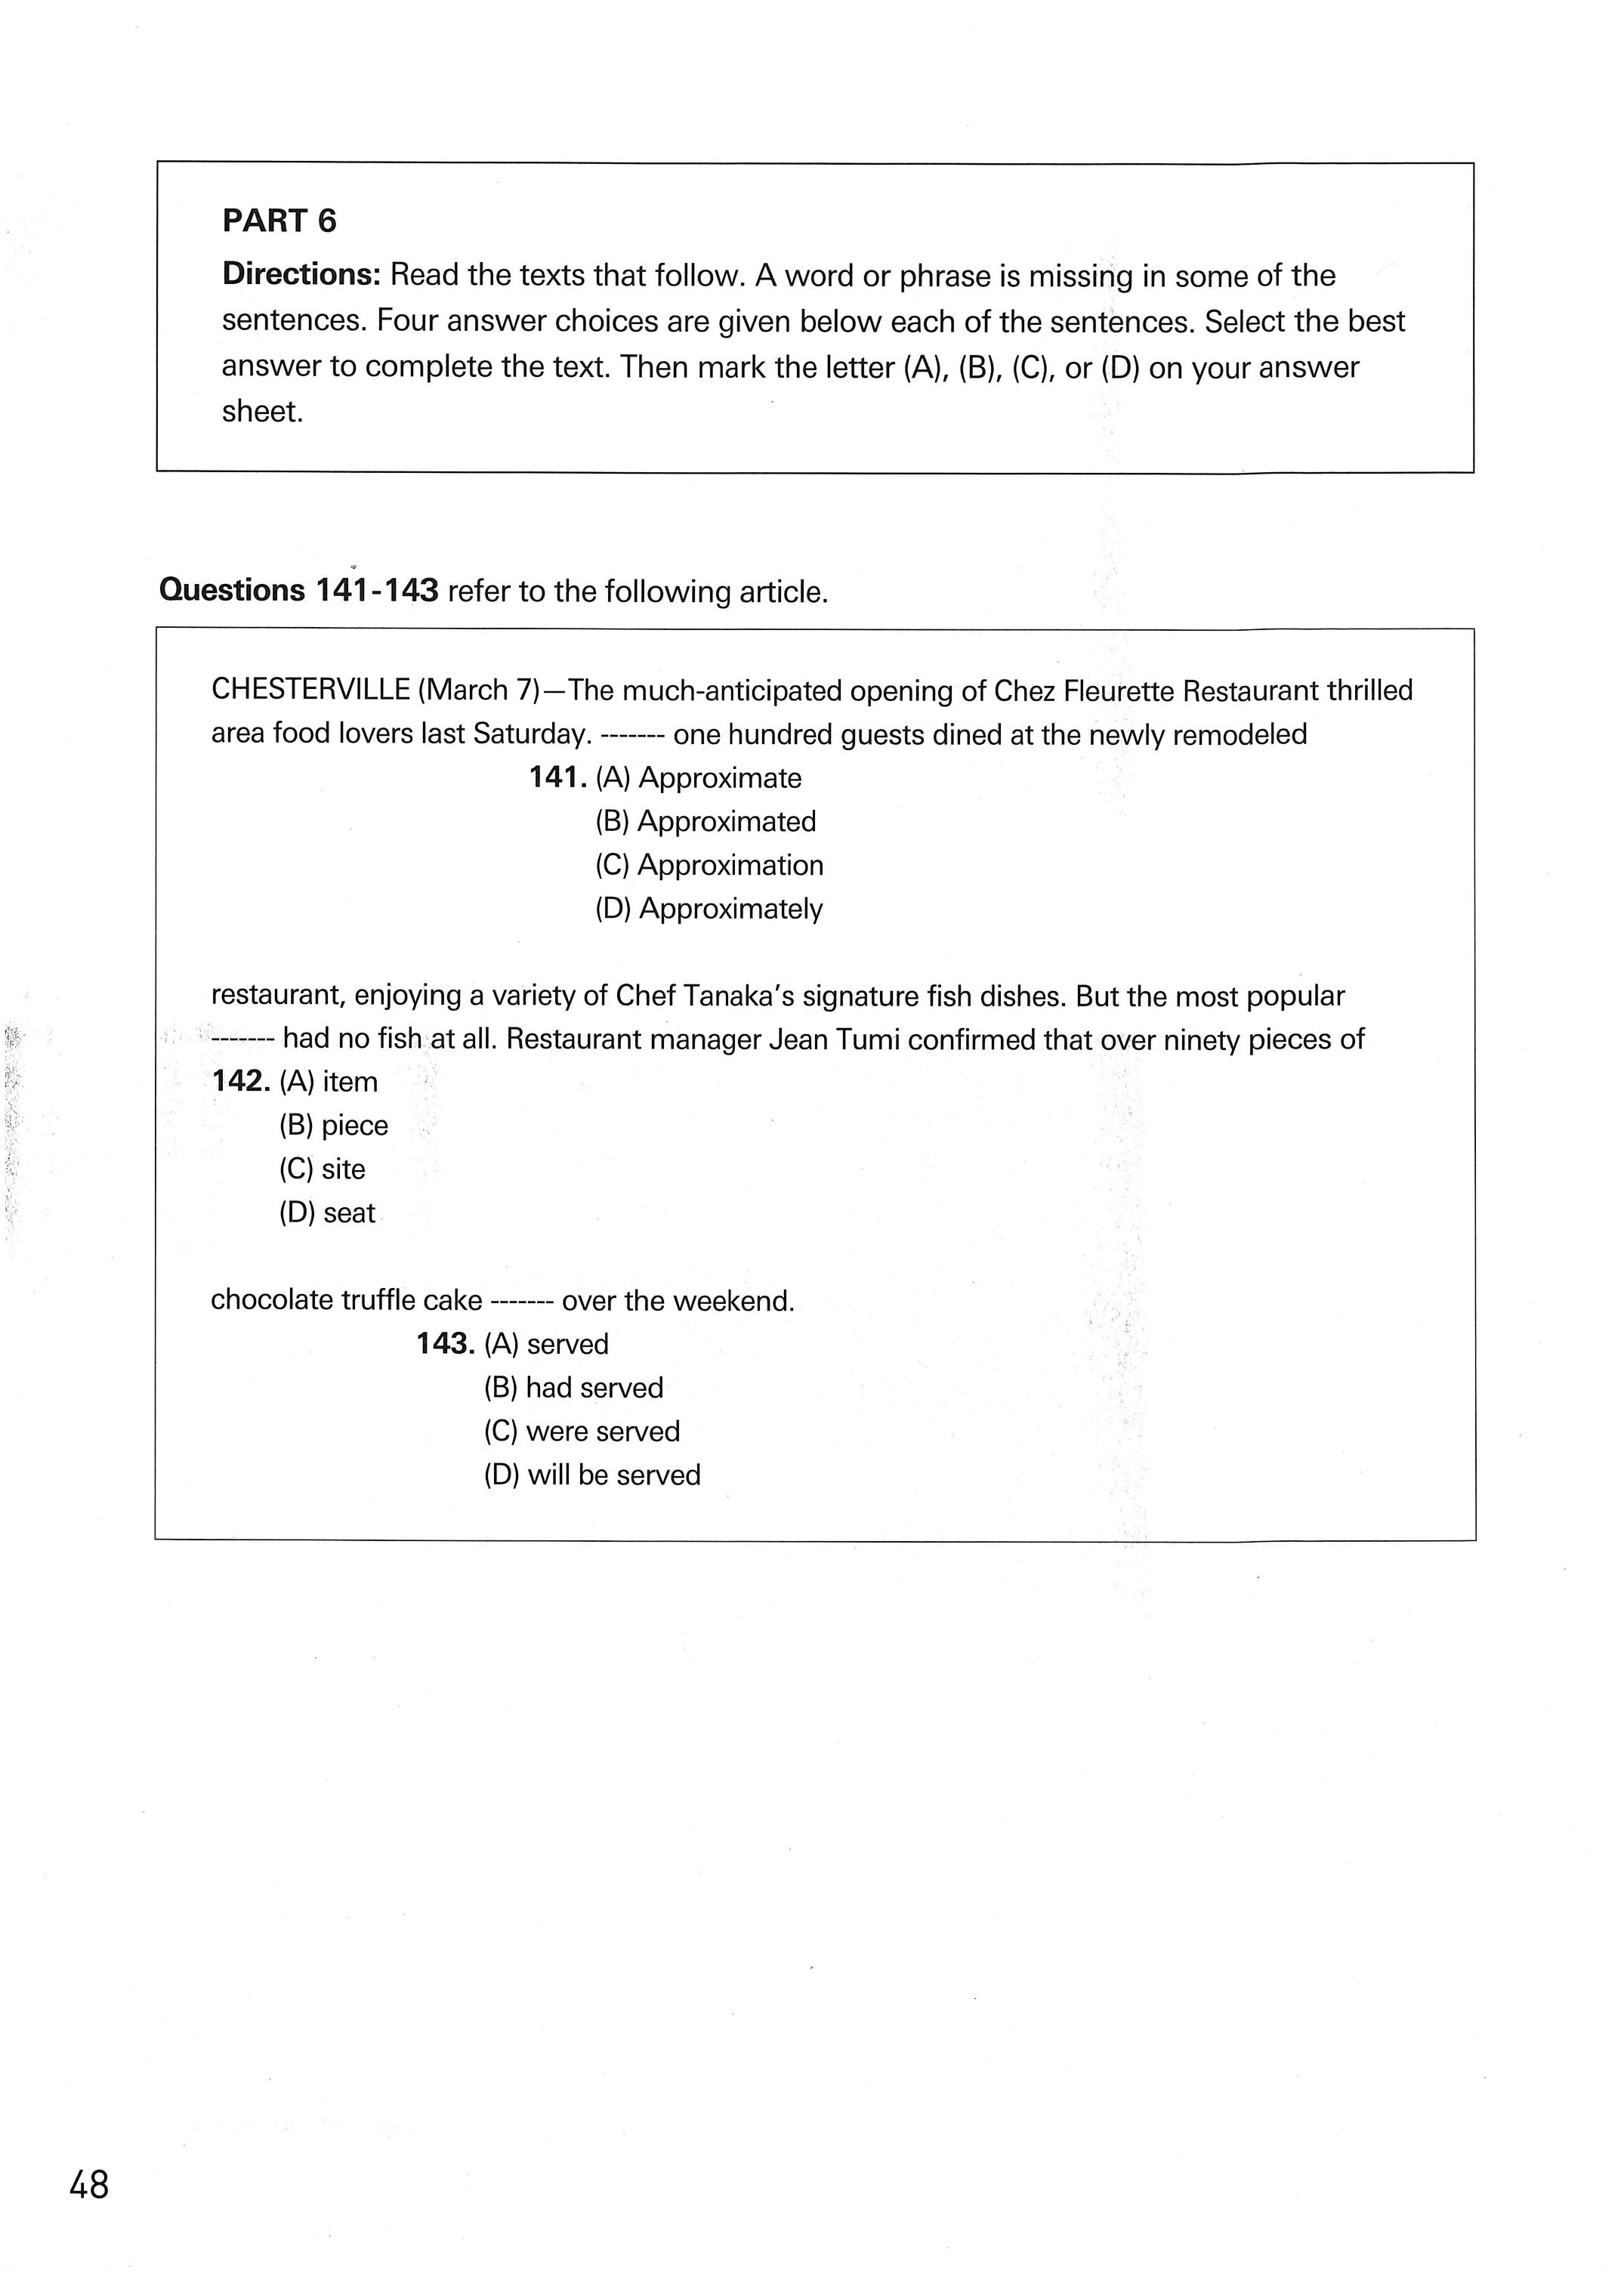 PART 6
Directions: Read the texts that follow. A word or phrase is missing in some of the
sentences. Four answer choices are given below each of the sentences. Select the best
answer to complete the text. Then mark the letter (A), (B), (C), or (D) on your answer
sheet.
Questions 141-143 refer to the following article.
CHESTERVILLE (March 7)—The much-anticipated opening of Chez Fleurette Restaurant thrilled
area food lovers last Saturday. ------- one hundred guests dined at the newly remodeled
141. (A) Approximate
(B) Approximated
(C) Approximation
(D) Approximately
restaurant, enjoying a variety of Chef Tanaka's signature fish dishes. But the most popular
------- had no fish at all. Restaurant manager Jean Tumi confirmed that over ninety pieces of
142. (A) item
(B) piece
(C) site
(D) seat
chocolate truffle cake ------- over the weekend.
143. (A) served
(B) had served
(C) were served
(D) will be served
48